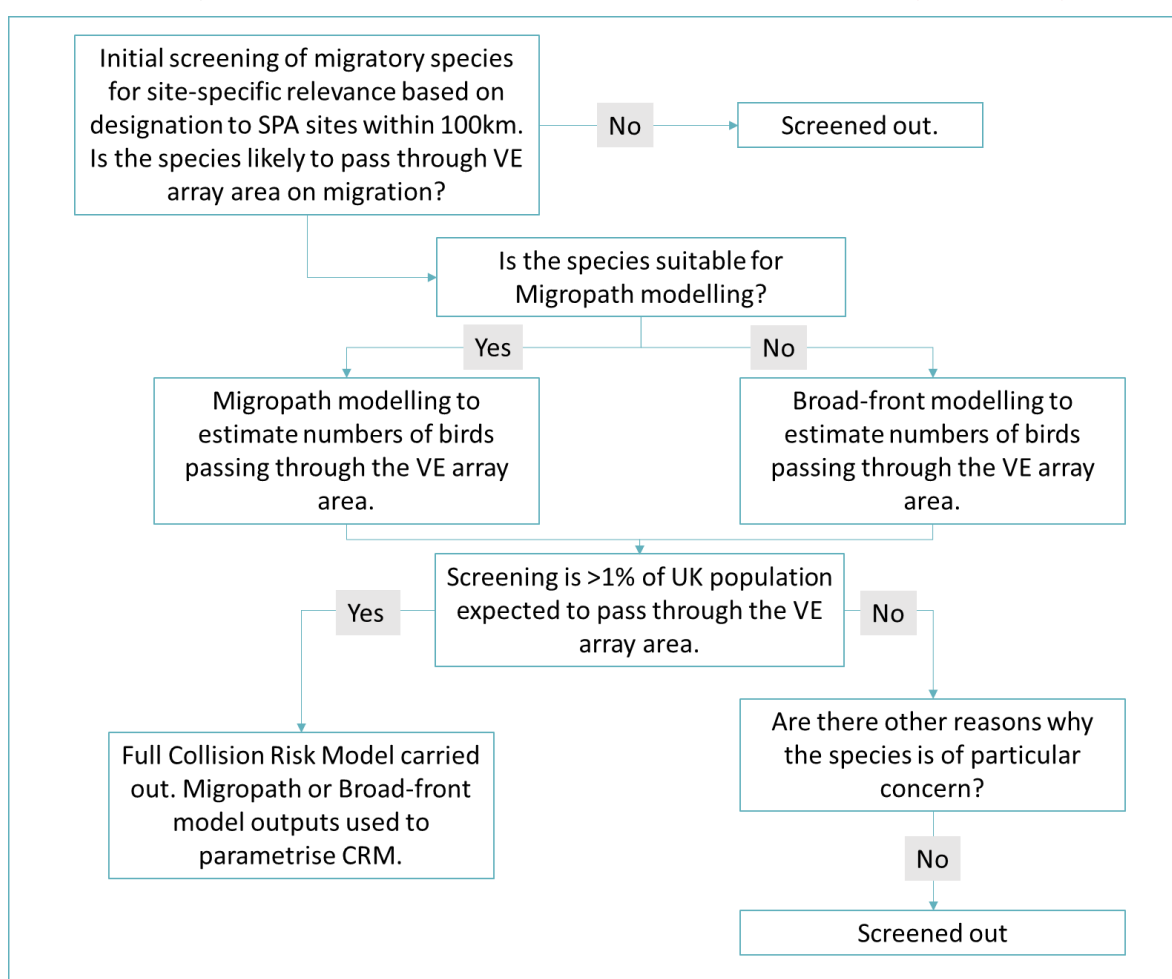 Initial screening of migratory species
for site-specific relevance based on
designation to SPA sites within 100km.
Is the species likely to pass through VE
array area on migration?
No
Screened out.
Is the species suitable for
Migropath modelling?
Yes
No
Migropath modelling to
estimate numbers of birds
passing through the VE array
area.
Broad-front modelling to
estimate numbers of birds
passing through the VE array
area.
Screening is >1% of UK population
expected to pass through the VE
array area.
Yes
No
Full Collision Risk Model carried
out. Migropath or Broad-front
model outputs used to
parametrise CRM.
Are there other reasons why
the species is of particular
concern?
No
Screened out